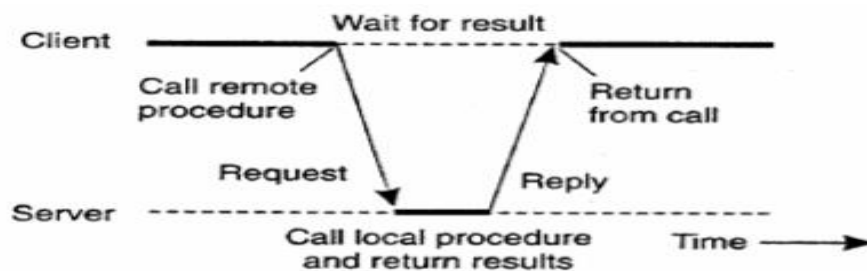 Wait for result
Client
Call remote
procedure
Return
from call
Request
Reply
Server
Call local procedure
and return results
Time